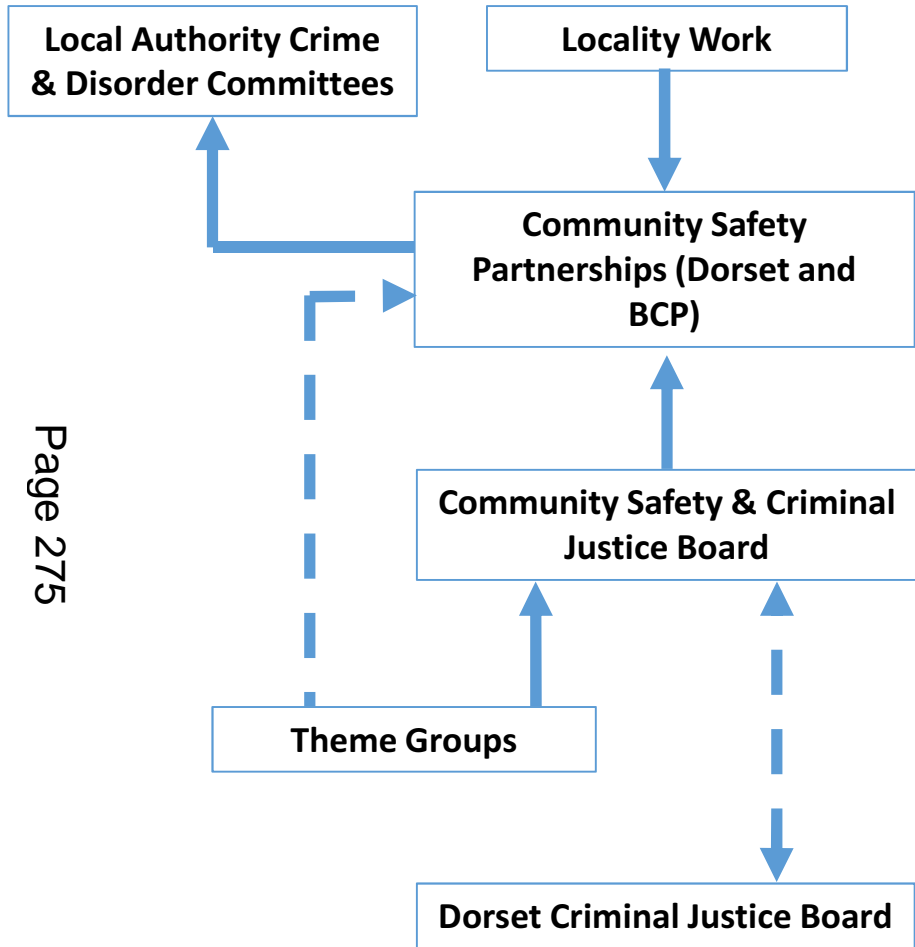 Local Authority Crime
& Disorder Committees
Locality Work
Community Safety
Partnerships (Dorset and
BCP)
Page 275
Community Safety & Criminal
Justice Board
Theme Groups
Dorset Criminal Justice Board